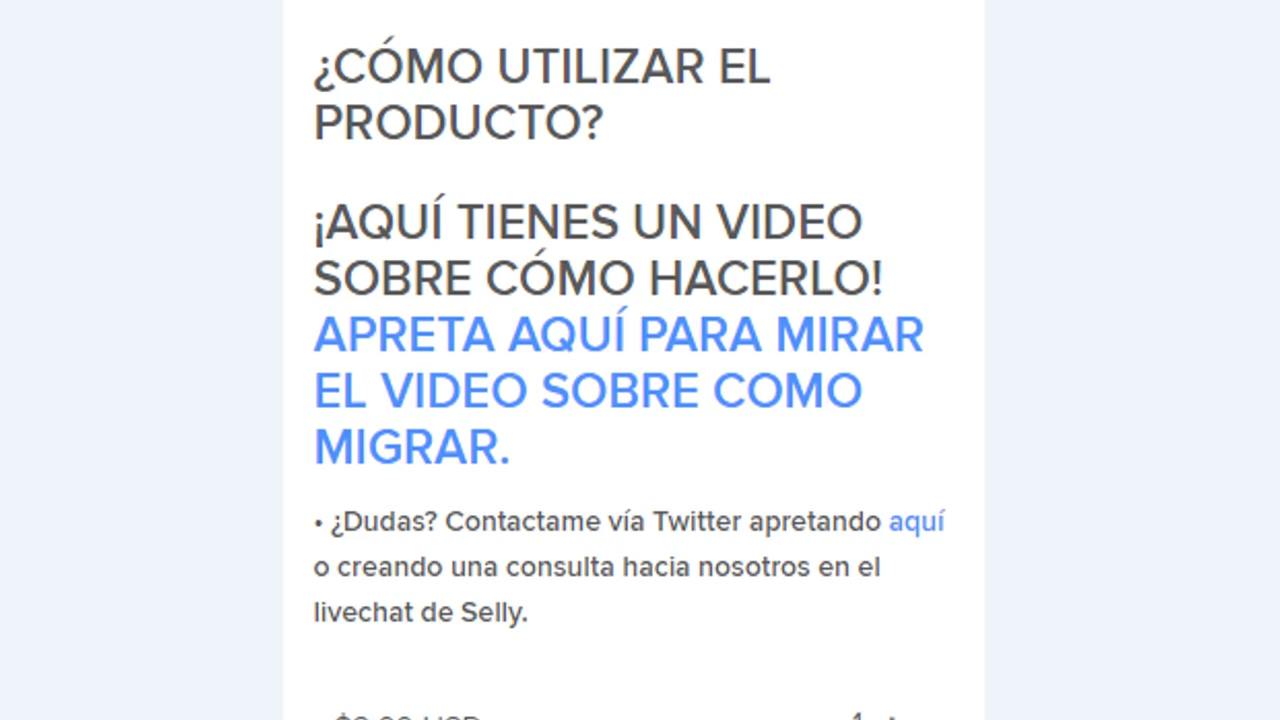 ¿CÓMO UTILIZAR EL
PRODUCTO?
¡AQUÍ TIENES UN VIDEO
SOBRE CÓMO HACERLO!
APRETA AQUÍ PARA MIRAR
EL VIDEO SOBRE COMO
MIGRAR.
• ¿Dudas? Contactame vía Twitter apretando aquí
o creando una consulta hacia nosotros en el
livechat de Selly.